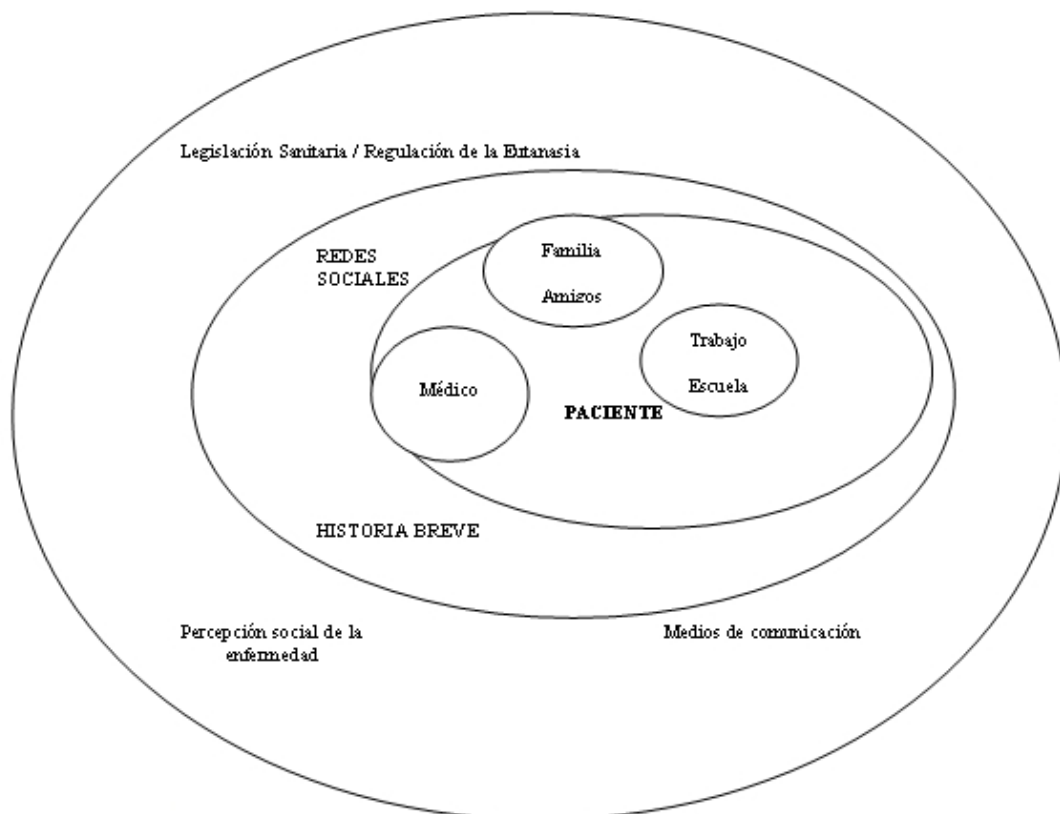 Legislación Sanitaria / Regulación de la Eutanasia
REDES
SOCIALES
Familia
Amigos
Trabajo
Escuela
Médico
PACIENTE
HISTORIA BREVE
Percepción social de la
enfermedad
Medios de comunicación